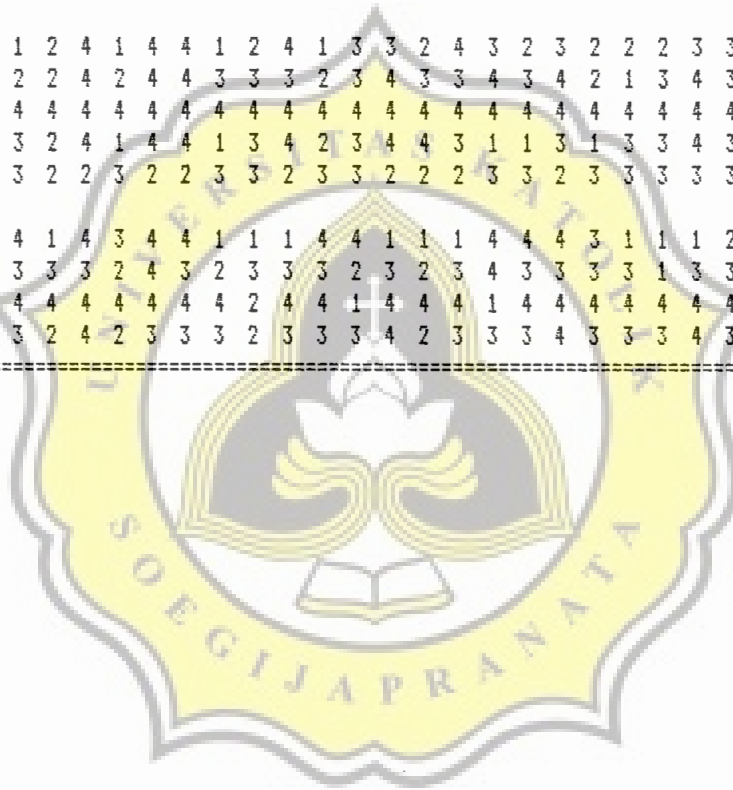 1 2 4 1 4 4 1 2 4 1 3 3 2 4 3 2 3 2 2 2 3 3
2 2 4 2 4 4 3 3 3 2 3 4 3 3 4 3 4 2 1 3 4 3
4 4 4 4 4 4 4 4 4 4 4 4 4 4 4 4 4 4 4 4 4 4
3 2 4 1 4 4 1 3 4 2 3 4 4 3 1 1 3 1 3 3 4 3
3 2 2 3 2 2 3 3 2 3 3 2 2 2 3 3 2 3 3 3 3 3
4 1 4 3 4 4 1 1 1 4 4 1 1 1 4 4 4 3 1 1 1 2
3 3 3 2 4 3 2 3 3 3 2 3 2 3 4 3 3 3 3 1 3 3
4 4 4 4 4 4 4 2 4 4 1 4 4 4 1 4 4 4 4 4 4 4
3 2 4 2 3 3 3 2 3 3 3 4 2 3 3 3 4 3 3 3 4 3
UNIVERSITAS KATOLIK
SOEGIJAPRANATA